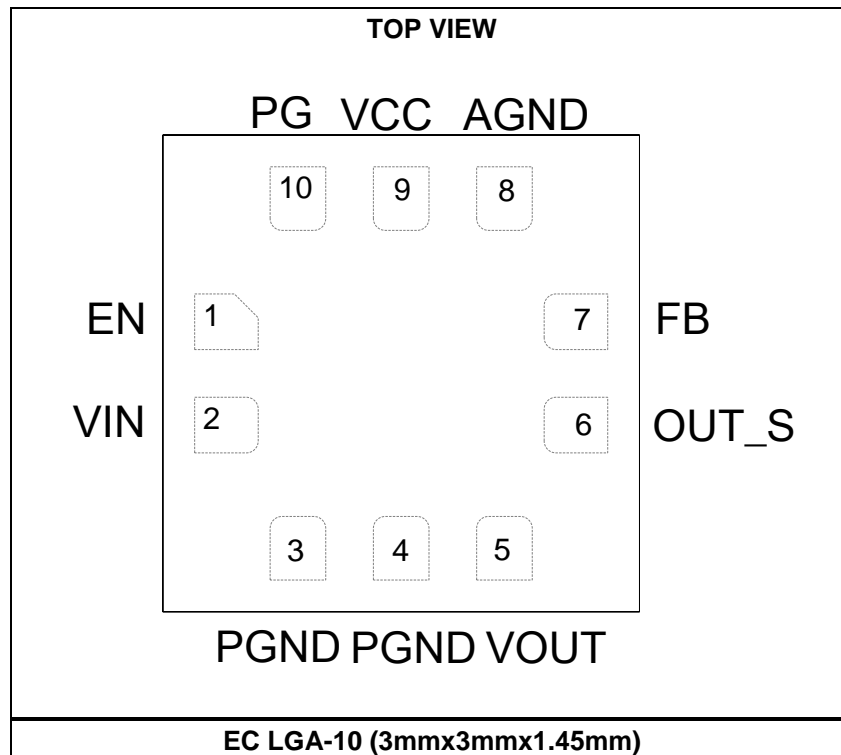 TOP VIEW
PG VCC AGND
10 9 8
EN 1 7 FB
VIN 2 6 OUT_S
3 4 5
PGND PGND VOUT
EC LGA-10 (3mmx3mmx1.45mm)